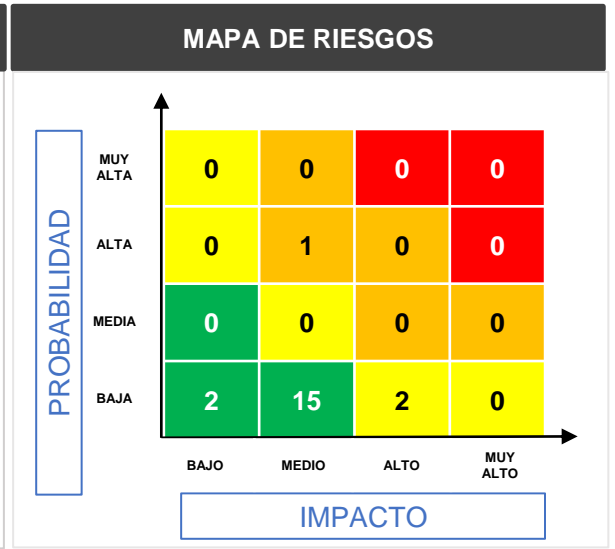 MAPA DE RIESGOS
PROBABILIDAD
MUY
ALTA
0 0 0 0
ALTA
0 1 0 0
MEDIA
0 0 0 0
BAJA
2 15 2 0
BAJO MEDIO ALTO MUY
ALTO
IMPACTO